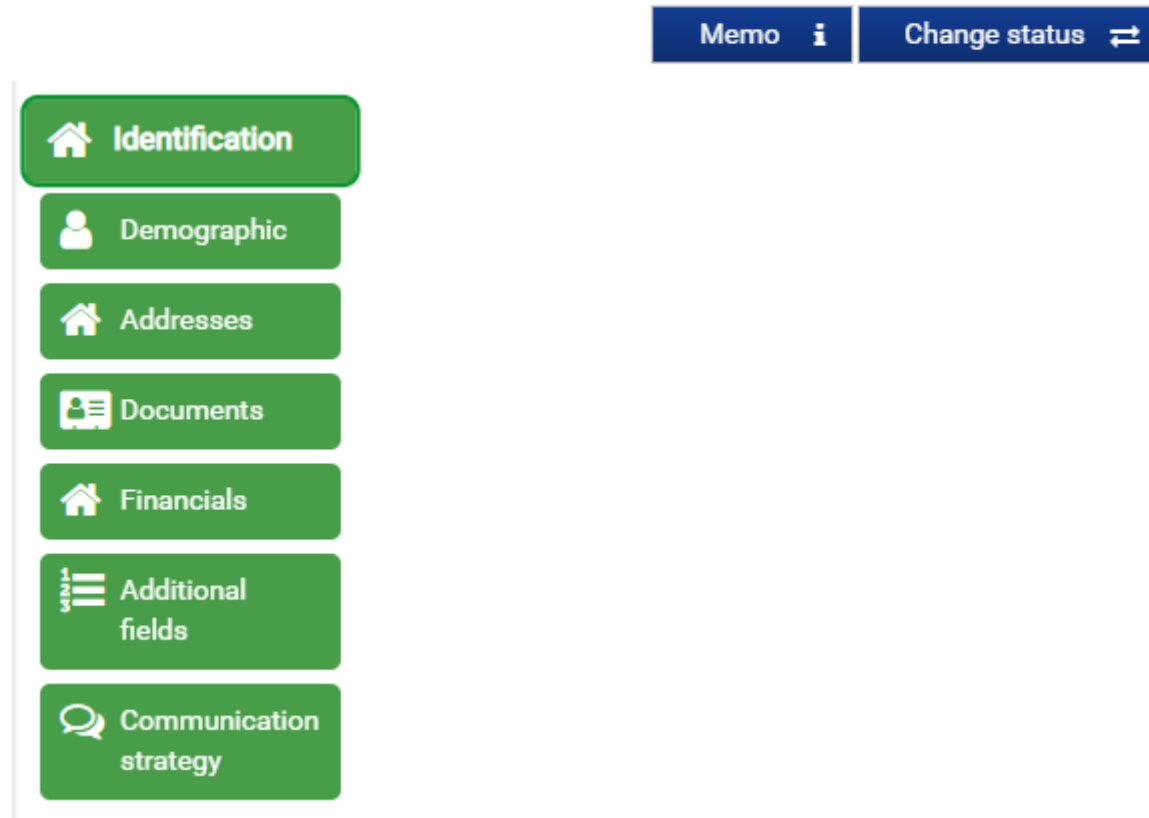 Memo
Change status
Identification
Demographic
Addresses
Documents
Financials
Additional
fields
Communication
strategy